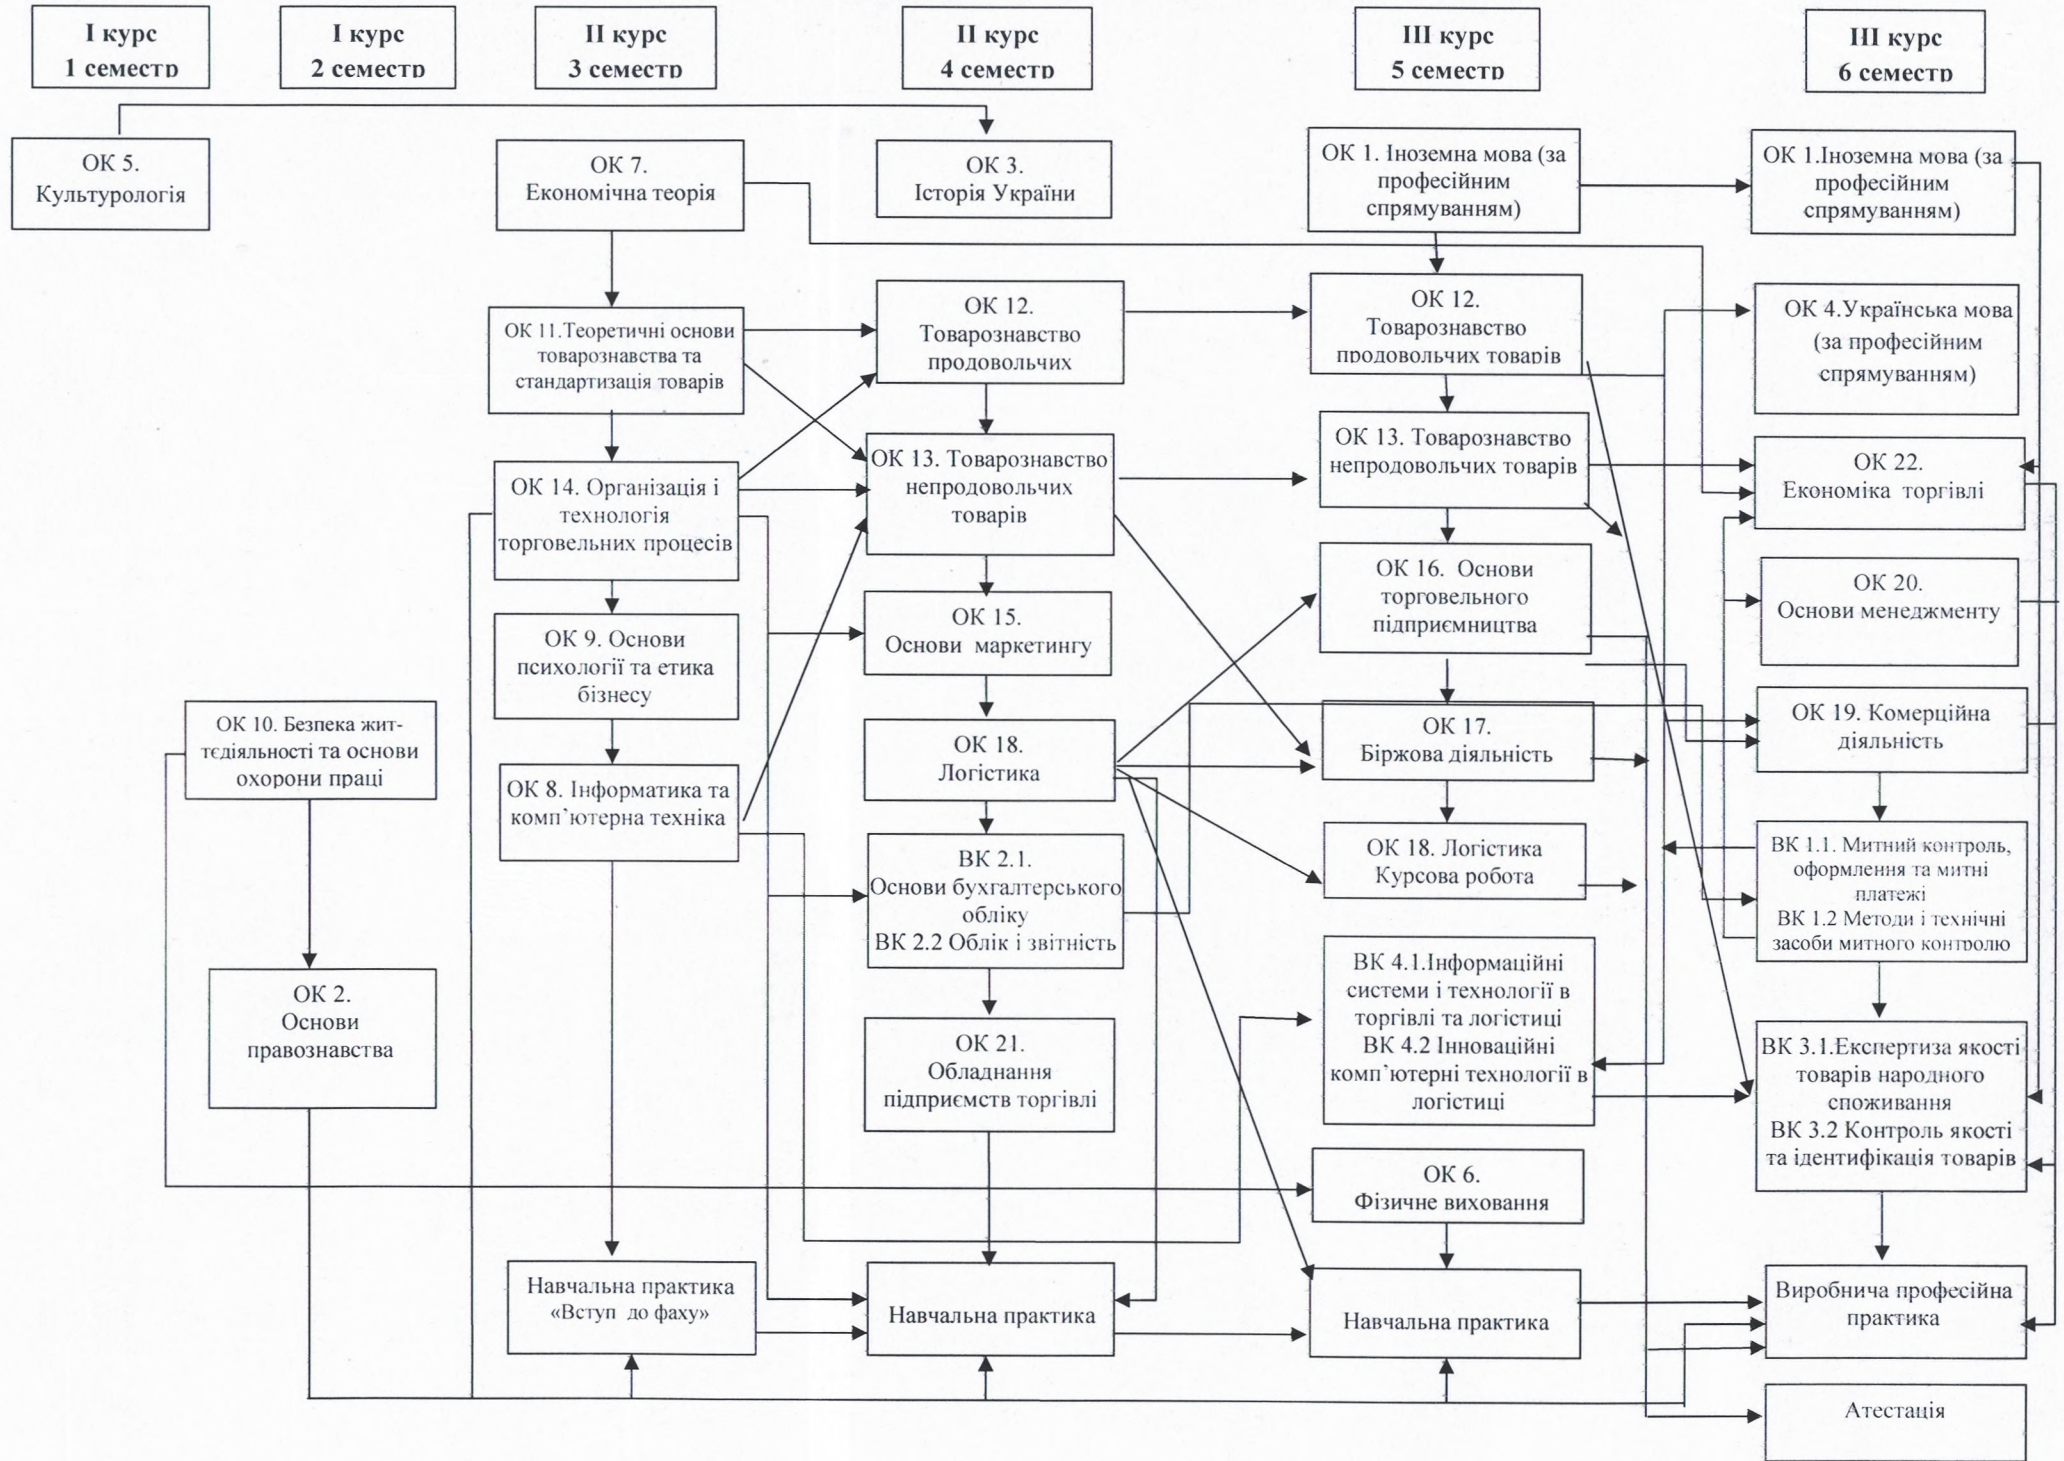 І курс
1 семестр
І курс
2 семестр
ІІ курс
3 семестр
ІІ курс
4 семестр
ІІІ курс
5 семестр
ІІІ курс
6 семестр
ОК 5.
Культурологія
ОК 10. Безпека жит-
тєдіяльності та основи
охорони праці
ОК 2.
Основи
правознавства
ОК 7.
Економічна теорія
ОК 11.Теоретичні основи
товарознавства та
стандартизація товарів
ОК 14. Організація і
технологія
торговельних процесів
ОК 9. Основи
психології та етика
бізнесу
ОК 8. Інформатика та
комп’ютерна техніка
Навчальна практика
«Вступ до фаху»
ОК 3.
Історія України
ОК 12.
Товарознавство
продовольчих
ОК 13. Товарознавство
непродовольчих
товарів
ОК 15.
Основи маркетингу
ОК 18.
Логістика
ВК 2.1.
Основи бухгалтерського
обліку
ВК 2.2 Облік і звітність
ОК 21.
Обладнання
підприємств торгівлі
Навчальна практика
ОК 1. Іноземна мова (за
професійним
спрямуванням)
ОК 12.
Товарознавство
продовольчих товарів
ОК 13. Товарознавство
непродовольчих товарів
ОК 16. Основи
торговельного
підприємництва
ОК 17.
Біржова діяльність
ОК 18. Логістика
Курсова робота
ВК 4.1.Інформаційні
системи і технології в
торгівлі та логістиці
ВК 4.2 Інноваційні
комп’ютерні технології в
логістиці
ОК 6.
Фізичне виховання
Навчальна практика
ОК 1.Іноземна мова (за
професійним
спрямуванням)
ОК 4.Українська мова
(за професійним
спрямуванням)
ОК 22.
Економіка торгівлі
ОК 20.
Основи менеджменту
ОК 19. Комерційна
діяльність
ВК 1.1. Митний контроль,
оформлення та митні
платежі
ВК 1.2 Методи і технічні
засоби митного контролю
ВК 3.1.Експертиза якості
товарів народного
споживання
ВК 3.2 Контроль якості
та ідентифікація товарів
Виробнича професійна
практика
Атестація